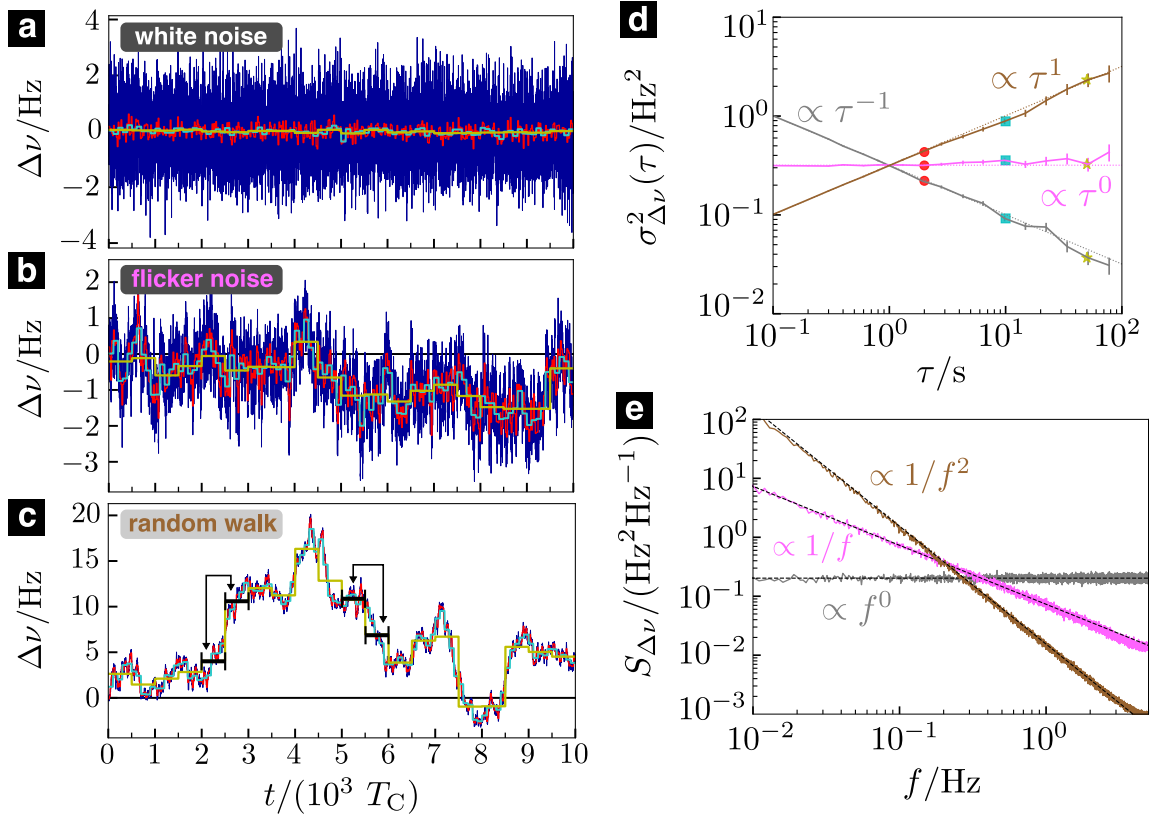 a
white noise
Δν/Hz
4
2
0
−2
−4
b
flicker noise
Δν/Hz
2
1
0
−1
−2
−3
c
random walk
Δν/Hz
20
15
10
5
0
0 1 2 3 4 5 6 7 8 9 10
t/(10³ T_C)
d
σ²_Δν(τ)/Hz²
10¹
10⁰
10⁻¹
10⁻²
∝ τ¹
∝ τ⁻¹
∝ τ⁰
10⁻¹ 10⁰ 10¹ 10²
τ/s
e
S_Δν/(Hz²Hz⁻¹)
10²
10¹
10⁰
10⁻¹
10⁻²
10⁻³
∝ 1/f²
∝ 1/f
∝ f⁰
10⁻² 10⁻¹ 10⁰
f/Hz